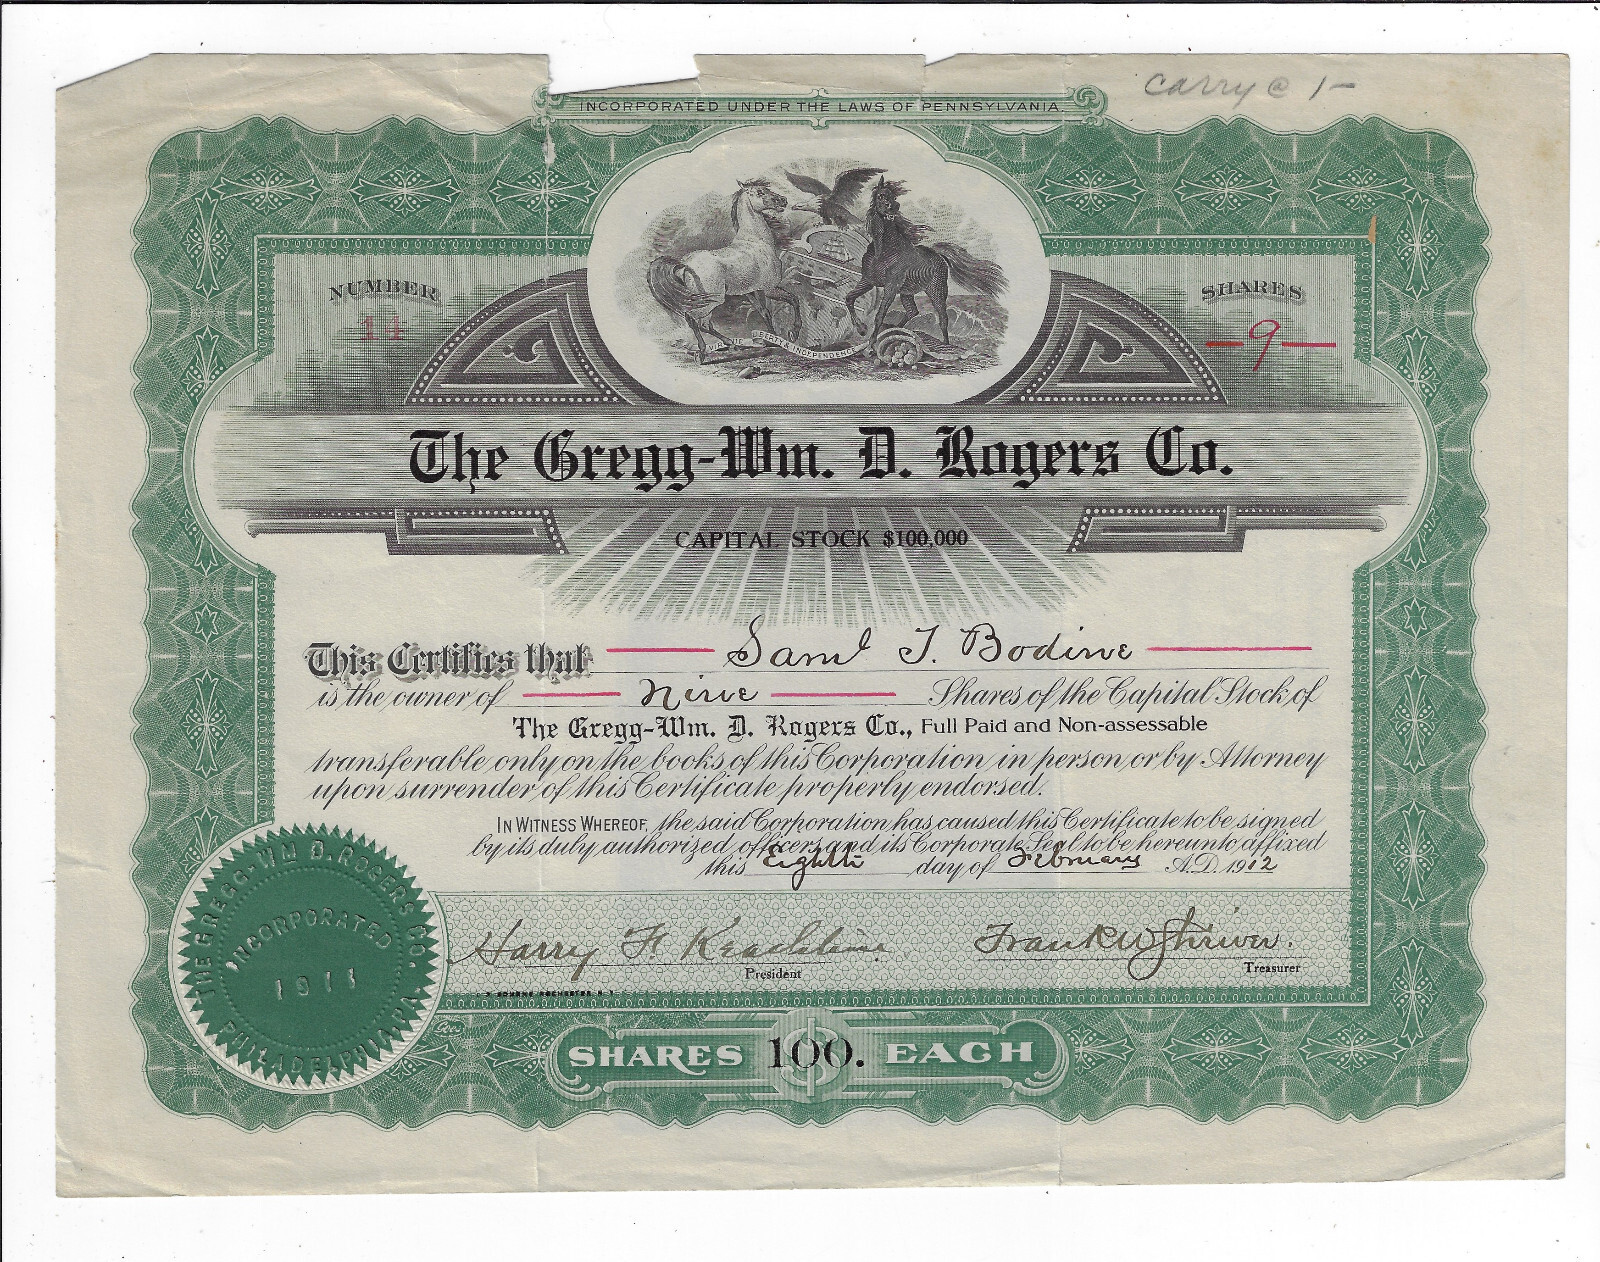 carry @ 1-
INCORPORATED UNDER THE LAWS OF PENNSYLVANIA.
NUMBER
14
SHARES
9
VIRTUE LIBERTY & INDEPENDENCE
The Gregg-Wm. D. Rogers Co.
CAPITAL STOCK $100,000
This Certifies that Saml T. Bodine
is the owner of Nine Shares of the Capital Stock of
The Gregg-Wm. D. Rogers Co., Full Paid and Non-assessable
transferable only on the books of this Corporation in person or by Attorney
upon surrender of this Certificate properly endorsed.
IN WITNESS WHEREOF, the said Corporation has caused this Certificate to be signed
by its duly authorized officers and its Corporate Seal to be hereunto affixed
this Eighth day of February A.D. 1912
THE GREGG-WM D. ROGERS CO.
INCORPORATED
1911
PHILADELPHIA, PA.
Harry F. Frank W. Shriver.
President Treasurer
ROCHESTER N.Y.
Goes
SHARES $100. EACH